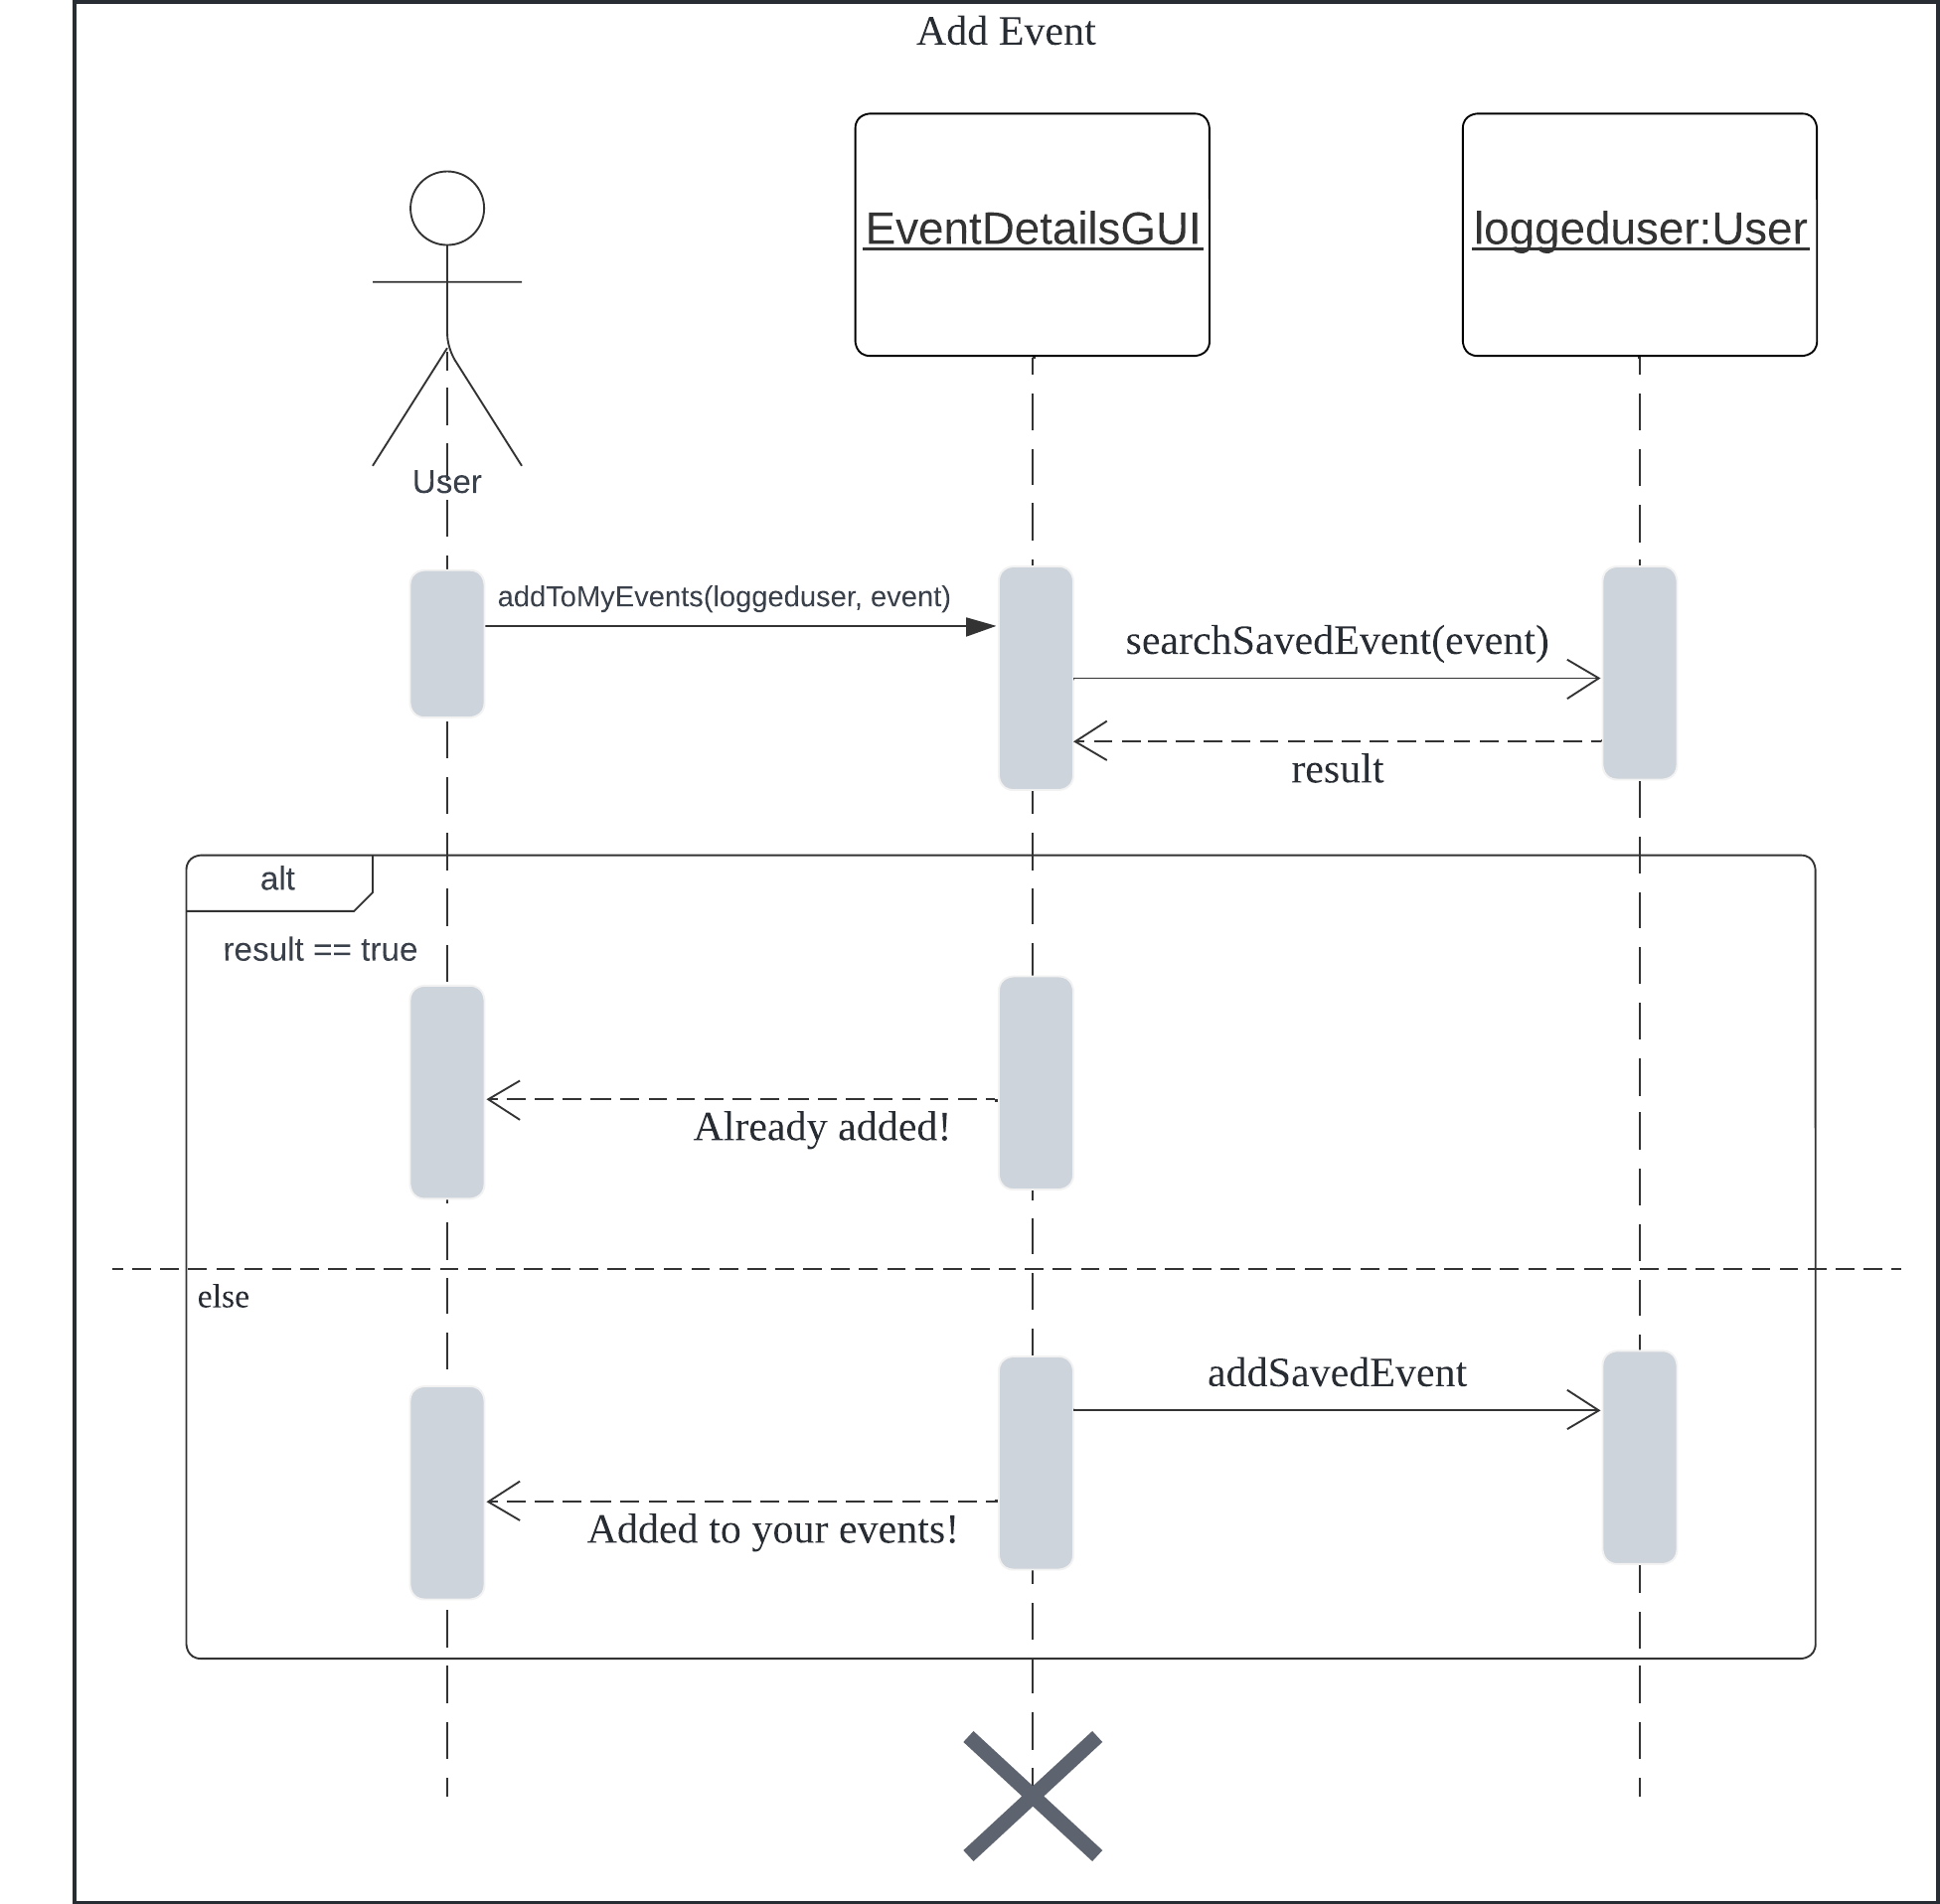 Add Event
EventDetailsGUI
loggeduser:User
User
addToMyEvents(loggeduser, event)
searchSavedEvent(event)
result
alt
result == true
Already added!
else
addSavedEvent
Added to your events!